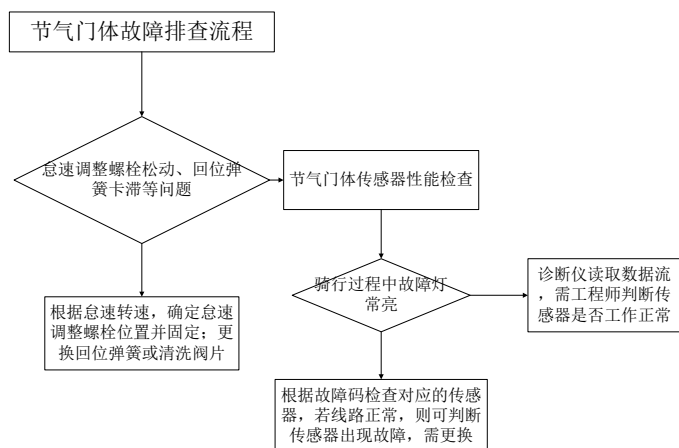 节气门体故障排查流程
怠速调整螺栓松动、回位弹
簧卡滞等问题
节气门体传感器性能检查
骑行过程中故障灯
常亮
诊断仪读取数据流
，需工程师判断传
感器是否工作正常
根据怠速转速，确定怠速
调整螺栓位置并固定；更
换回位弹簧或清洗阀片
根据故障码检查对应的传感
器，若线路正常，则可判断
传感器出现故障，需更换